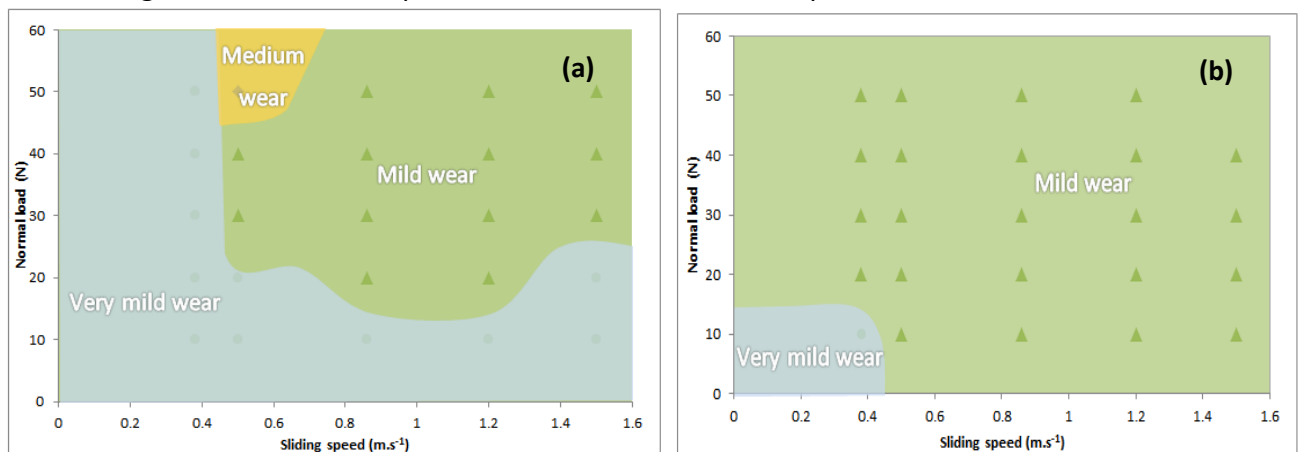 60
50
40
30
20
10
0
Normal load (N)
0 0.2 0.4 0.6 0.8 1 1.2 1.4 1.6
Sliding speed (m.s-1)
Medium
wear
(a)
Mild wear
Very mild wear
60
50
40
30
20
10
0
Normal load (N)
0 0.2 0.4 0.6 0.8 1 1.2 1.4 1.6
Sliding speed (m.s-1)
(b)
Mild wear
Very mild wear